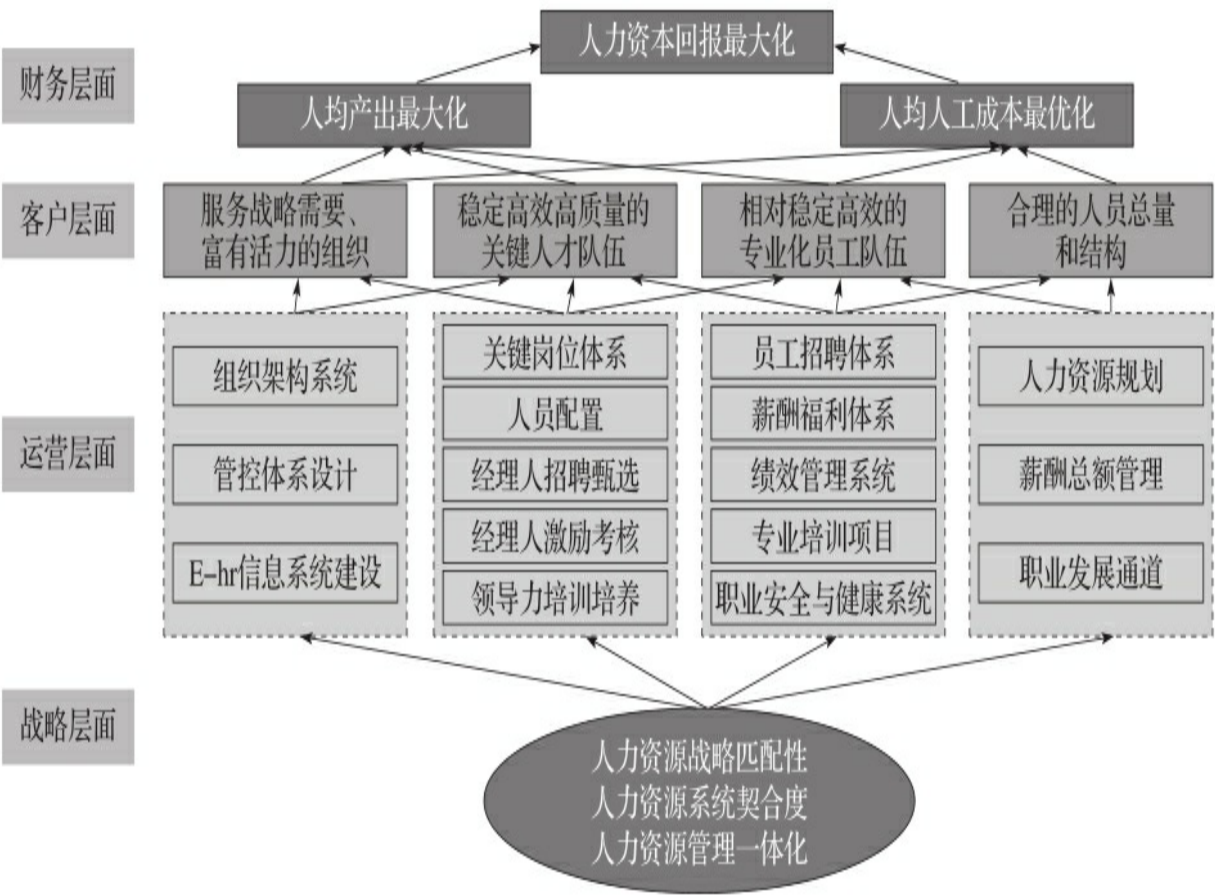 人力资本回报最大化
财务层面
人均产出最大化
人均人工成本最优化
客户层面
服务战略需要、
富有活力的组织
稳定高效高质量的
关键人才队伍
相对稳定高效的
专业化员工队伍
合理的人员总量
和结构
运营层面
组织架构系统
管控体系设计
E-hr信息系统建设
关键岗位体系
人员配置
经理人招聘甄选
经理人激励考核
领导力培训培养
员工招聘体系
薪酬福利体系
绩效管理系统
专业培训项目
职业安全与健康系统
人力资源规划
薪酬总额管理
职业发展通道
战略层面
人力资源战略匹配性
人力资源系统契合度
人力资源管理一体化